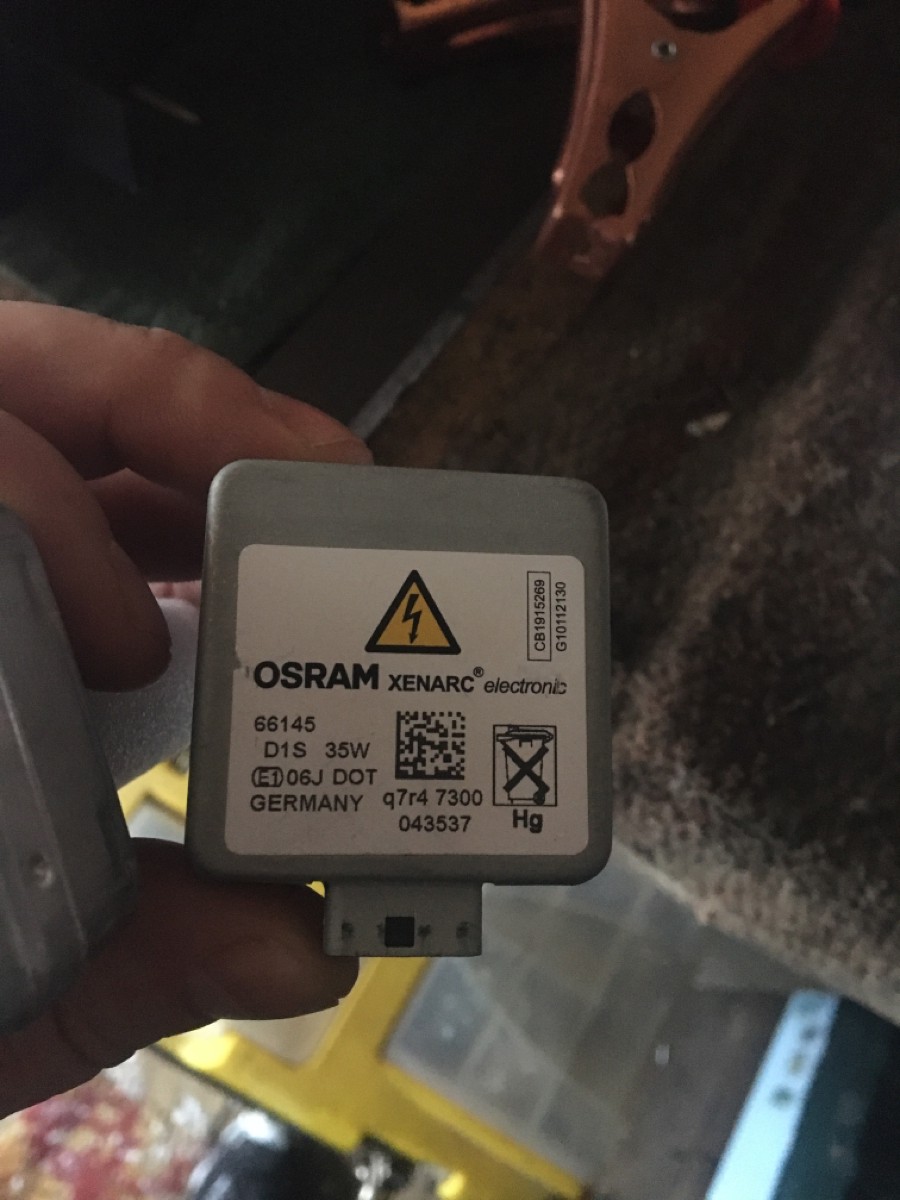 CB1915269
G10112130
OSRAM XENARC® electronic
66145
D1S 35W
E1 06J DOT
GERMANY
q7r4 7300
043537
Hg